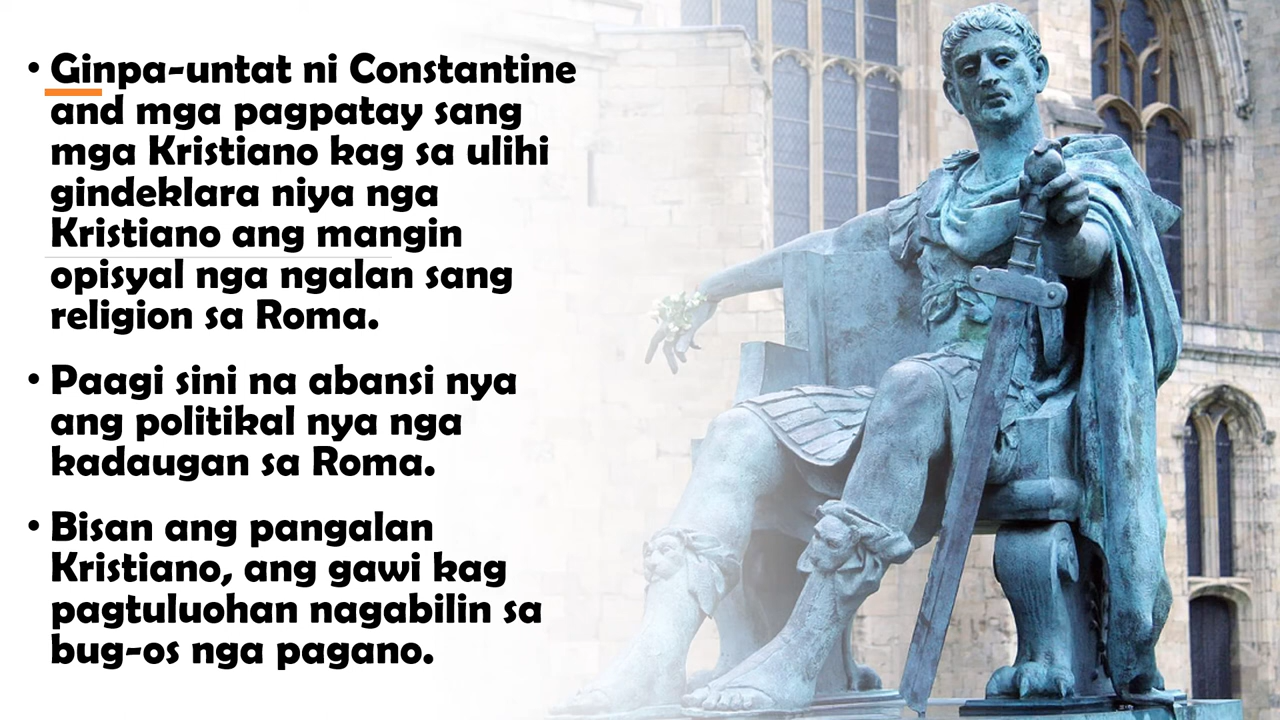 • Ginpa-untat ni Constantine
and mga pagpatay sang
mga Kristiano kag sa ulihi
gindeklara niya nga
Kristiano ang mangin
opisyal nga ngalan sang
religion sa Roma.
• Paagi sini na abansi nya
ang politikal nya nga
kadaugan sa Roma.
• Bisan ang pangalan
Kristiano, ang gawi kag
pagtuluohan nagabilin sa
bug-os nga pagano.